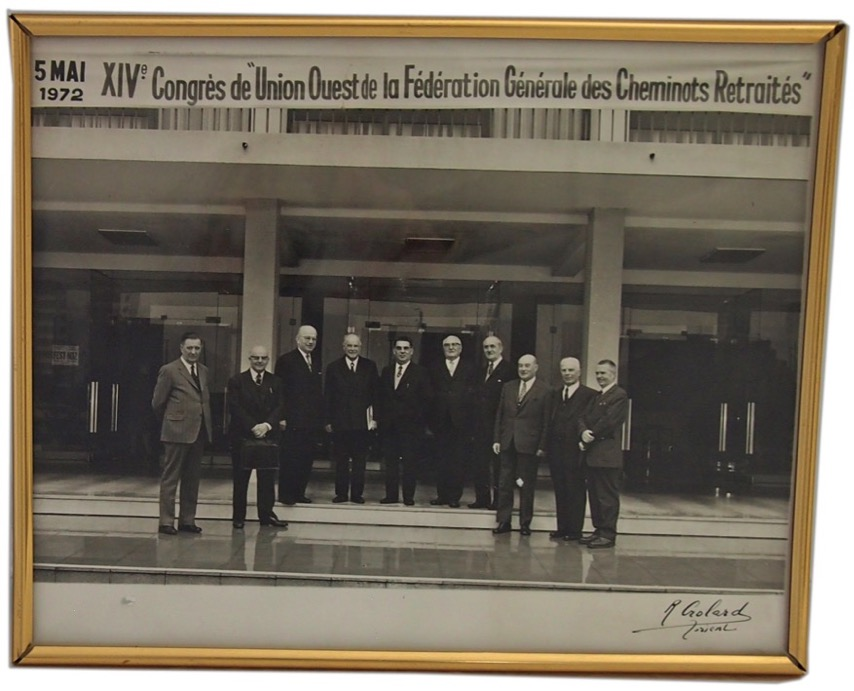 5 MAI
1972
XIVe Congrès de "Union Ouest de la Fédération Générale des Cheminots Retraités"